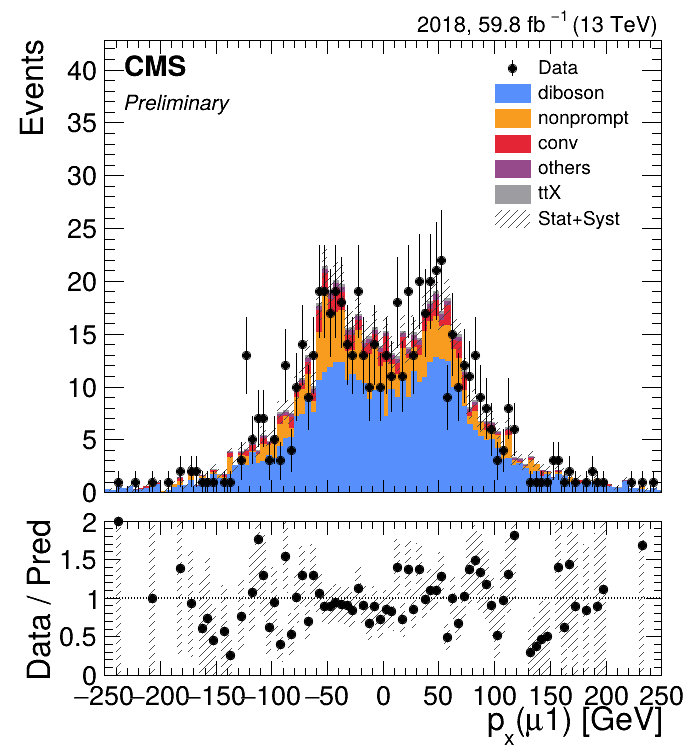 2018, 59.8 fb⁻¹ (13 TeV)
CMS
Preliminary
Data
diboson
nonprompt
conv
others
ttX
Stat+Syst
Events
40
35
30
25
20
15
10
5
0
Data / Pred
2
1.5
1
0.5
0
−250 −200 −150 −100 −50 0 50 100 150 200 250
pₓ(μ1) [GeV]